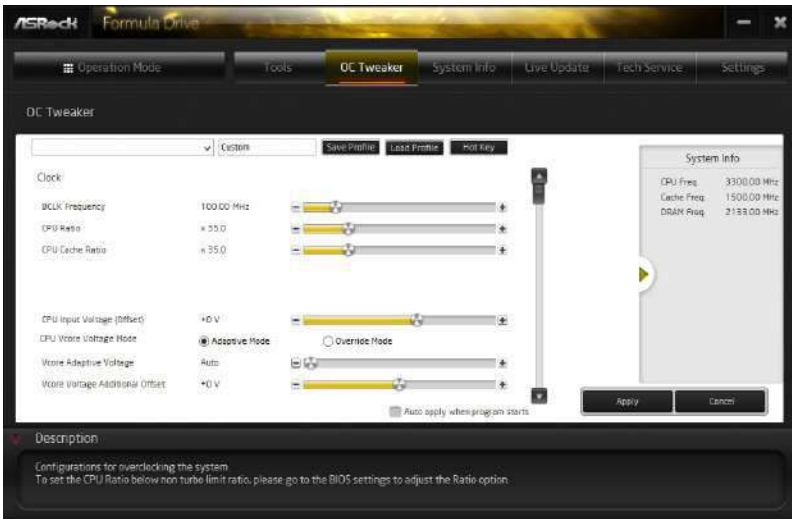 ASRock Formula Drive
Operation Mode Tools OC Tweaker System Info Live Update Tech Service Settings
OC Tweaker
Custom Save Profile Load Profile Hot Key
Clock
BCLK Frequency 100.00 MHz
CPU Ratio x 35.0
CPU Cache Ratio x 35.0
CPU Input Voltage (Offset) +0 V
CPU Vcore Voltage Mode Adaptive Mode Override Mode
Vcore Adaptive Voltage Auto
Vcore Voltage Additional Offset +0 V
Auto apply when program starts
System Info
CPU Freq 3300.00 MHz
Cache Freq 1500.00 MHz
DRAM Freq 2133.00 MHz
Apply Cancel
Description
Configurations for overclocking the system
To set the CPU Ratio below non turbo limit ratio, please go to the BIOS settings to adjust the Ratio option.